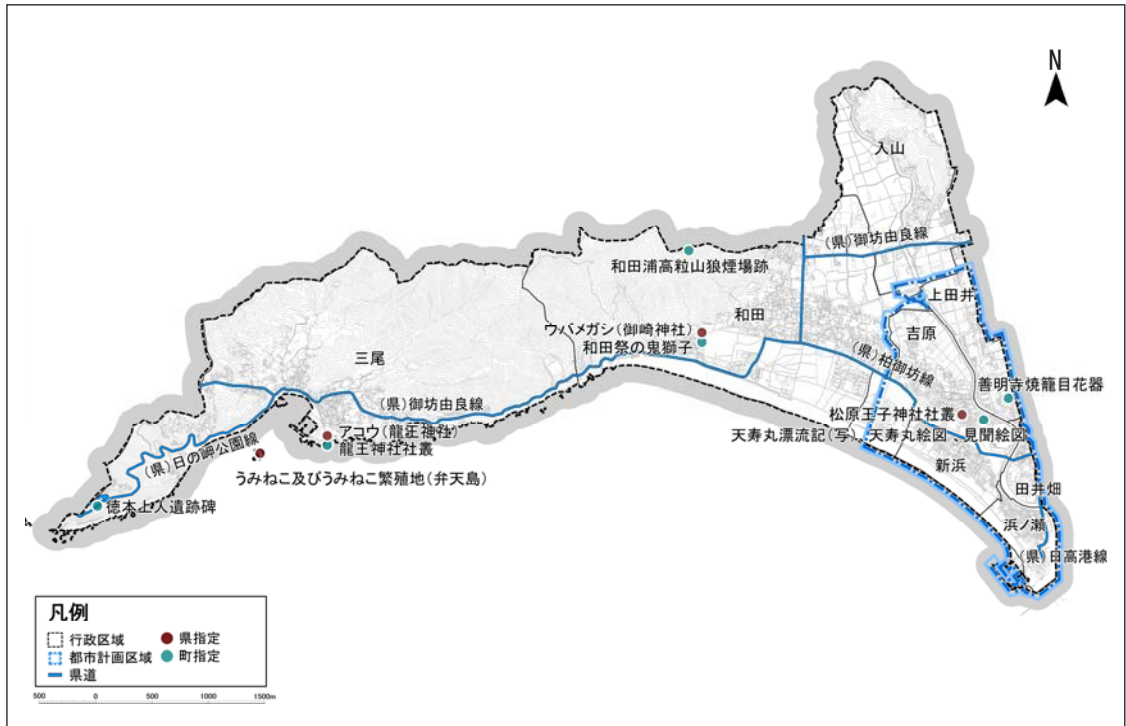 N
入山
(県)御坊由良線
和田浦高粒山狼煙場跡
上田井
和田
ウバメガシ(御崎神社)
吉原
和田祭の鬼獅子
三尾
(県)柏御坊線
善明寺焼籠目花器
(県)御坊由良線
松原王子神社社叢
アコウ(龍王神社)
天寿丸漂流記(写)、天寿丸絵図、見聞絵図
龍王神社社叢
(県)日の岬公園線
新浜
うみねこ及びうみねこ繁殖地(弁天島)
田井畑
徳本上人遺跡碑
浜ノ瀬
(県)日高港線
凡例
行政区域
県指定
都市計画区域
町指定
県道
500 0 500 1000 1500m